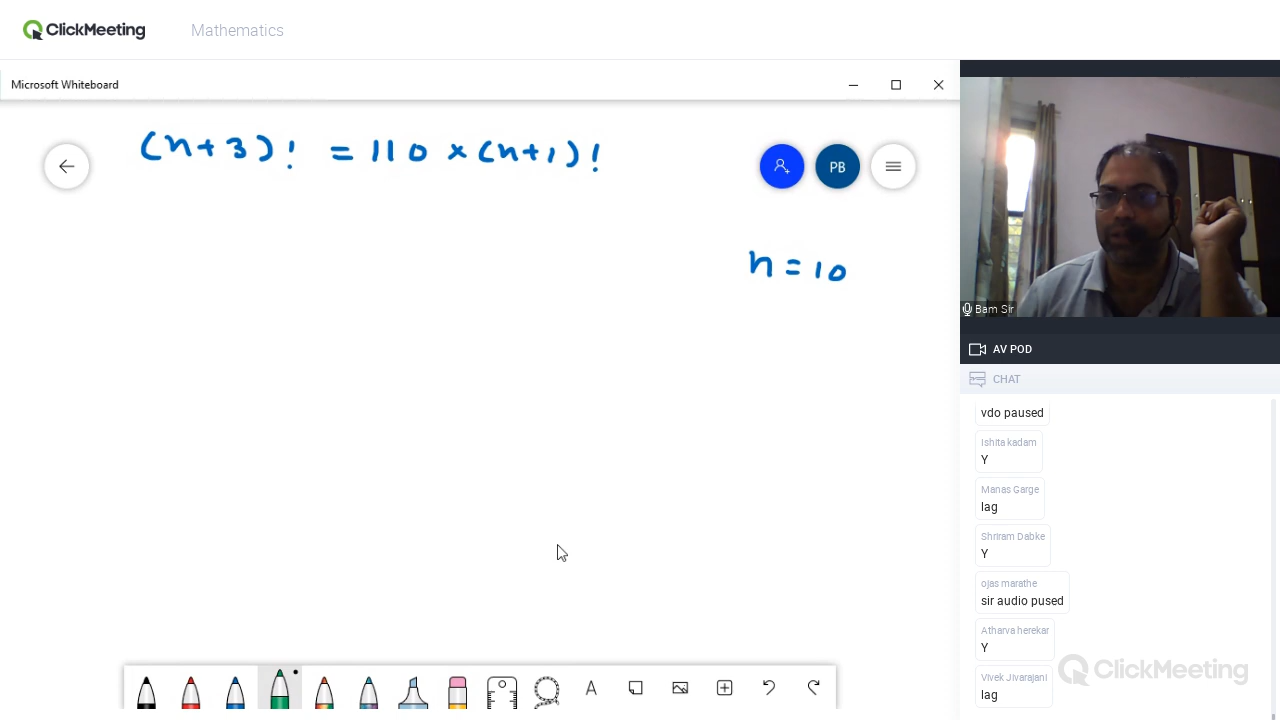 ClickMeeting Mathematics
Microsoft Whiteboard
(n+3)! = 110 × (n+1)!
PB
n = 10
Bam Sir
AV POD
CHAT
vdo paused
Ishita kadam
Y
Manas Garge
lag
Shriram Dabke
Y
ojas marathe
sir audio pused
Atharva herekar
Y
Vivek Jivarajani
lag
ClickMeeting
A